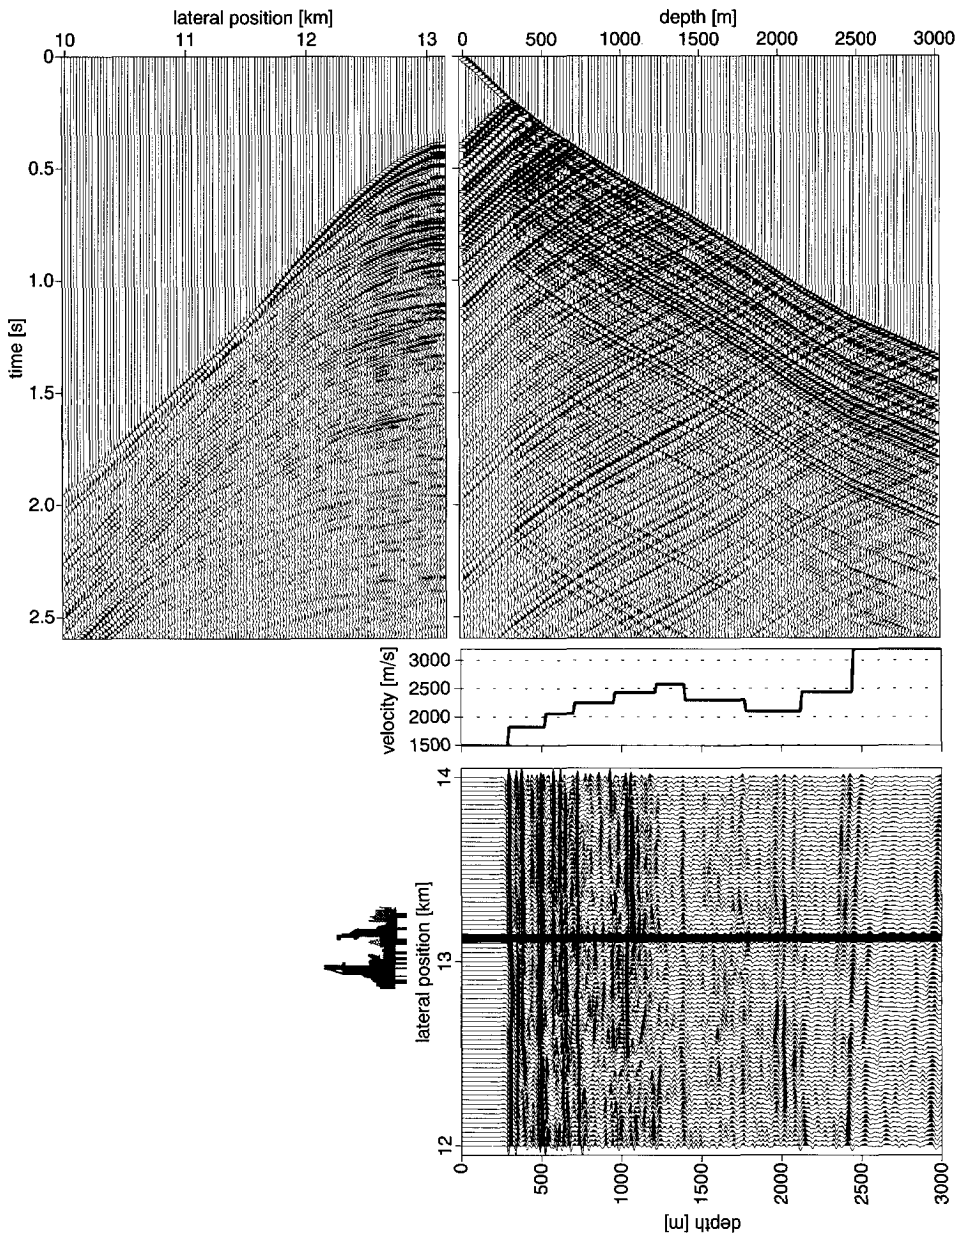 lateral position [km]
depth [m]
10 11 12 13
0 500 1000 1500 2000 2500 3000
0
0.5
1.0
1.5
2.0
2.5
time [s]
velocity [m/s]
3000
2500
2000
1500
lateral position [km]
14
13
12
0 500 1000 1500 2000 2500 3000
depth [m]